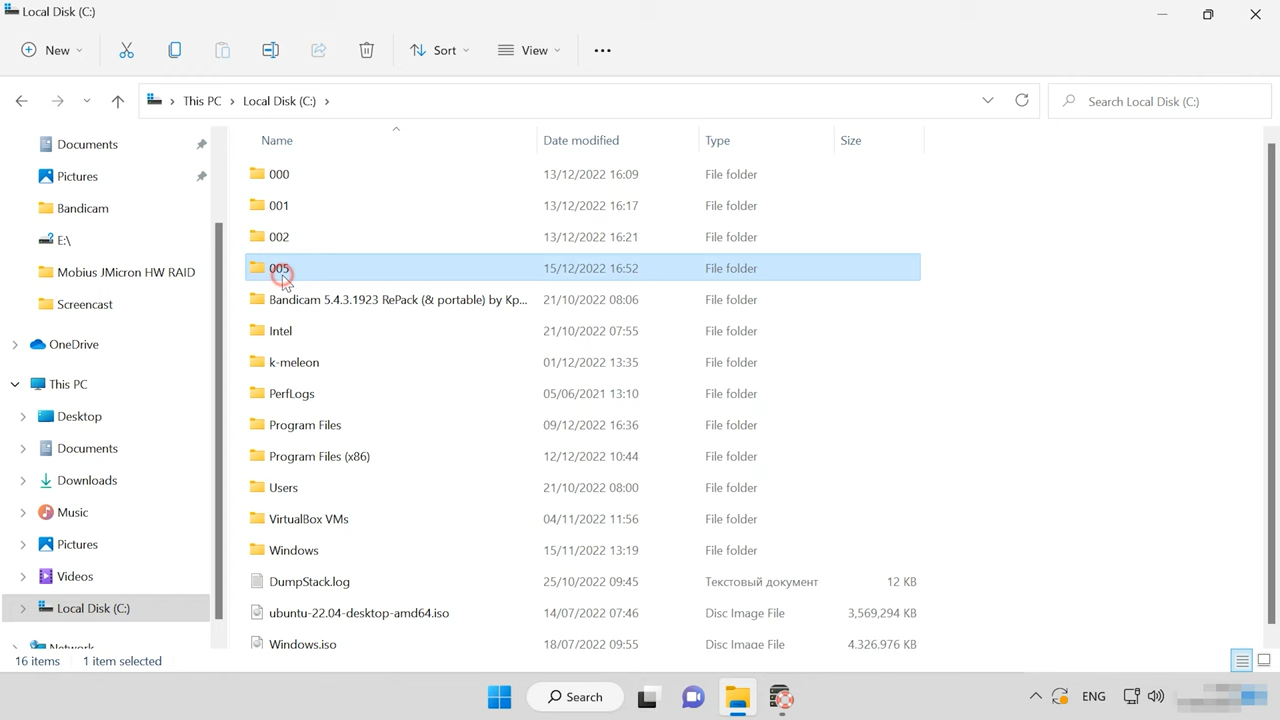 Local Disk (C:)
New Sort View
This PC > Local Disk (C:) >
Search Local Disk (C:)
Documents
Pictures
Bandicam
E:\
Mobius JMicron HW RAID
Screencast
OneDrive
This PC
Desktop
Documents
Downloads
Music
Pictures
Videos
Local Disk (C:)
Network
Name Date modified Type Size
000 13/12/2022 16:09 File folder
001 13/12/2022 16:17 File folder
002 13/12/2022 16:21 File folder
005 15/12/2022 16:52 File folder
Bandicam 5.4.3.1923 RePack (& portable) by Kp... 21/10/2022 08:06 File folder
Intel 21/10/2022 07:55 File folder
k-meleon 01/12/2022 13:35 File folder
PerfLogs 05/06/2021 13:10 File folder
Program Files 09/12/2022 16:36 File folder
Program Files (x86) 12/12/2022 10:44 File folder
Users 21/10/2022 08:00 File folder
VirtualBox VMs 04/11/2022 11:56 File folder
Windows 15/11/2022 13:19 File folder
DumpStack.log 25/10/2022 09:45 Текстовый документ 12 KB
ubuntu-22.04-desktop-amd64.iso 14/07/2022 07:46 Disc Image File 3,569,294 KB
Windows.iso 18/07/2022 09:55 Disc Image File 4,326,976 KB
16 items 1 item selected
Search
ENG